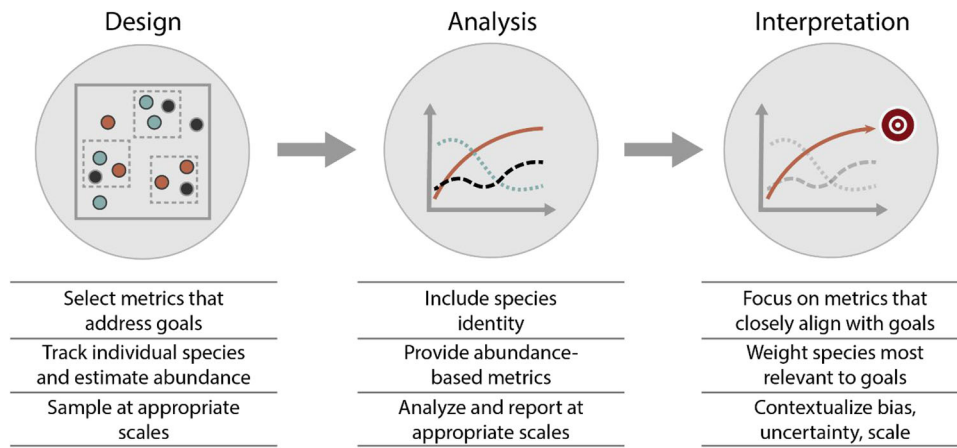 Design
Select metrics that
address goals
Track individual species
and estimate abundance
Sample at appropriate
scales
Analysis
Include species
identity
Provide abundance-
based metrics
Analyze and report at
appropriate scales
Interpretation
Focus on metrics that
closely align with goals
Weight species most
relevant to goals
Contextualize bias,
uncertainty, scale